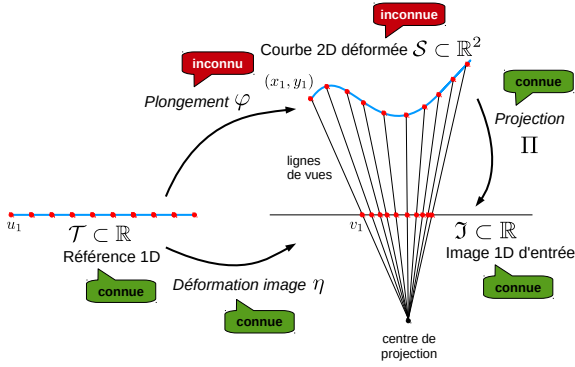 inconnue
Courbe 2D déformée 𝒮 ⊂ ℝ²
inconnu
(x₁, y₁)
connue
Plongement φ
Projection
Π
lignes
de vues
u₁
v₁
𝒯 ⊂ ℝ
ℑ ⊂ ℝ
Référence 1D
Image 1D d'entrée
connue
Déformation image η
connue
connue
centre de
projection